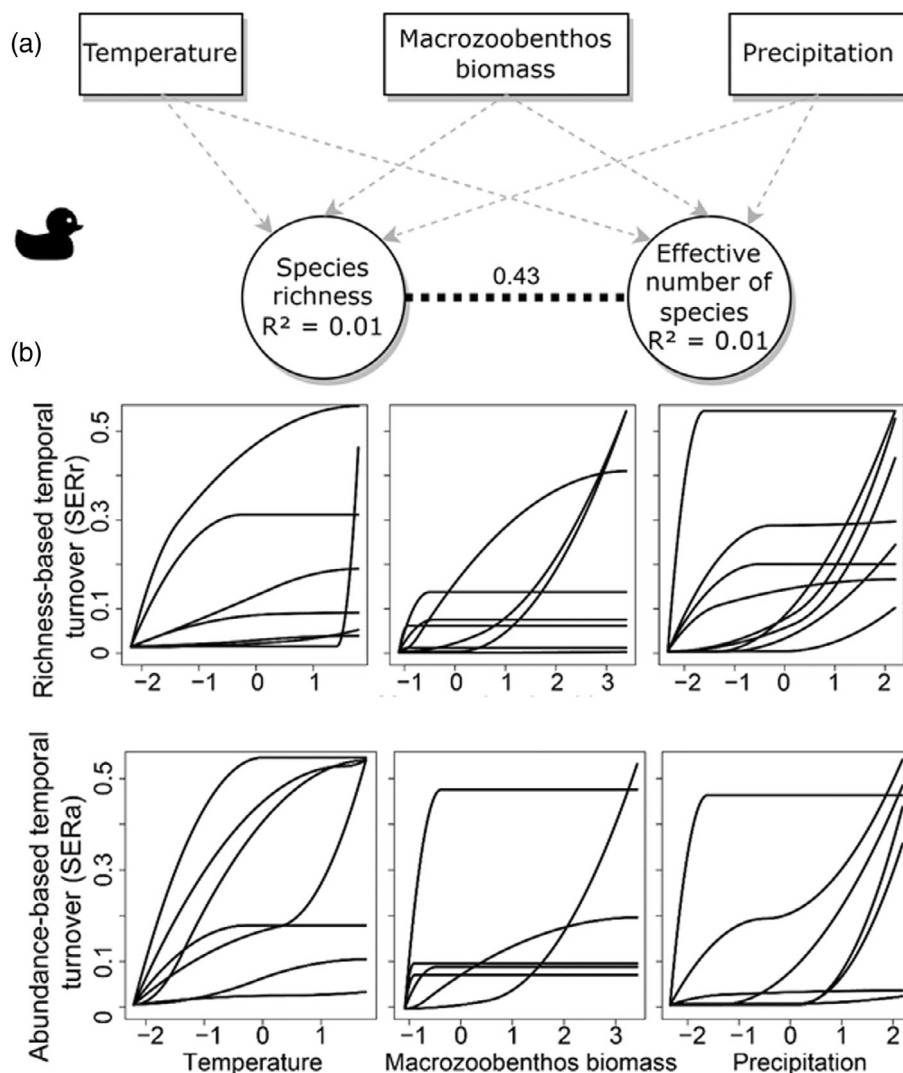 (a)
Temperature
Macrozoobenthos
biomass
Precipitation
Species
richness
R² = 0.01
0.43
Effective
number of
species
R² = 0.01
(b)
Richness-based temporal
turnover (SERr)
0.5
0.3
0.1
0
−2 −1 0 1
−1 0 1 2 3
−2 −1 0 1 2
Abundance-based temporal
turnover (SERa)
0.5
0.3
0.1
0
−2 −1 0 1
−1 0 1 2 3
−2 −1 0 1 2
Temperature
Macrozoobenthos biomass
Precipitation